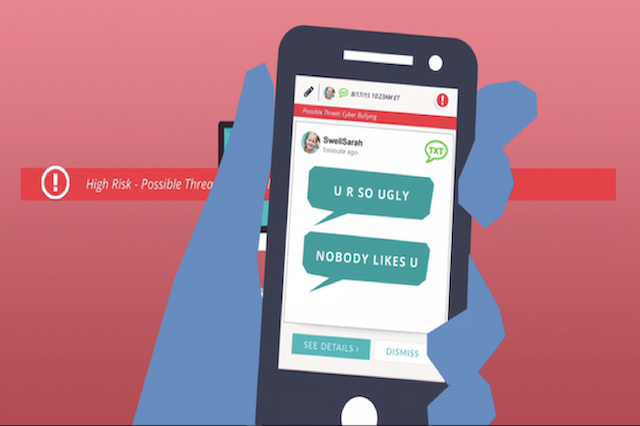 8/17/15 10:23AM ET
Possible Threat: Cyber Bullying
SwellSarah
1minute ago
TXT
High Risk - Possible Threa
U R SO UGLY
NOBODY LIKES U
SEE DETAILS ›
DISMISS